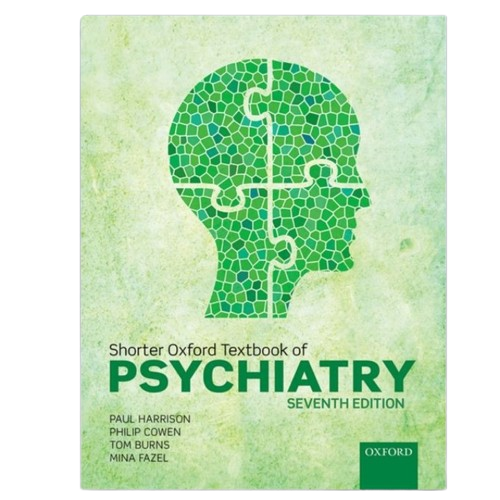 Shorter Oxford Textbook of
PSYCHIATRY
SEVENTH EDITION
PAUL HARRISON
PHILIP COWEN
TOM BURNS
MINA FAZEL
OXFORD